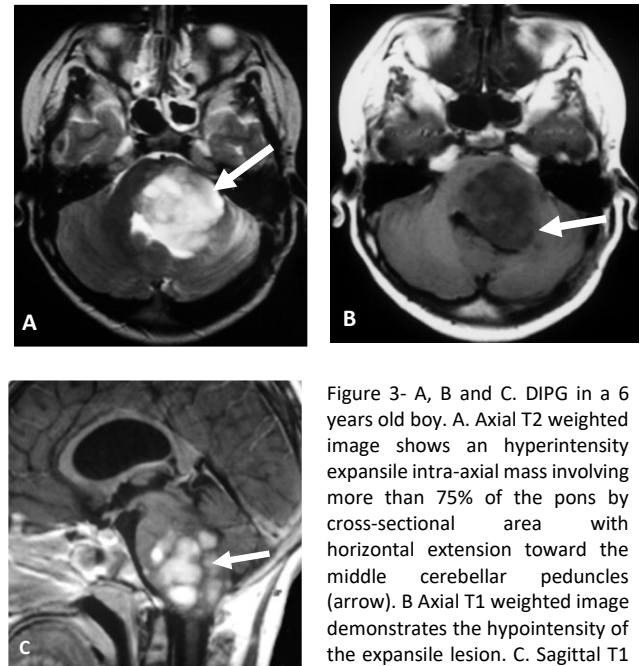 A
B
C
Figure 3- A, B and C. DIPG in a 6
years old boy. A. Axial T2 weighted
image shows an hyperintensity
expansile intra-axial mass involving
more than 75% of the pons by
cross-sectional area with
horizontal extension toward the
middle cerebellar peduncles
(arrow). B Axial T1 weighted image
demonstrates the hypointensity of
the expansile lesion. C. Sagittal T1